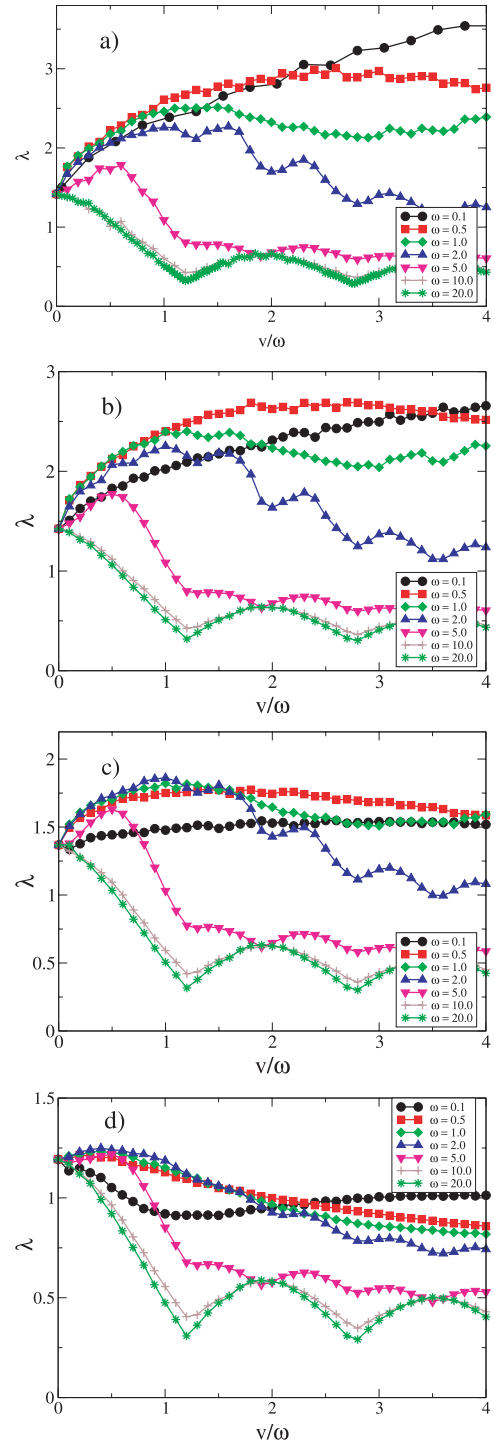 a)
4
3
2
1
0
λ
0
1
2
3
4
v/ω
ω = 0.1
ω = 0.5
ω = 1.0
ω = 2.0
ω = 5.0
ω = 10.0
ω = 20.0
b)
3
2
1
0
λ
0
1
2
3
4
v/ω
ω = 0.1
ω = 0.5
ω = 1.0
ω = 2.0
ω = 5.0
ω = 10.0
ω = 20.0
c)
2
1.5
1
0.5
0
λ
0
1
2
3
4
v/ω
ω = 0.1
ω = 0.5
ω = 1.0
ω = 2.0
ω = 5.0
ω = 10.0
ω = 20.0
d)
1.5
1
0.5
0
λ
0
1
2
3
4
v/ω
ω = 0.1
ω = 0.5
ω = 1.0
ω = 2.0
ω = 5.0
ω = 10.0
ω = 20.0